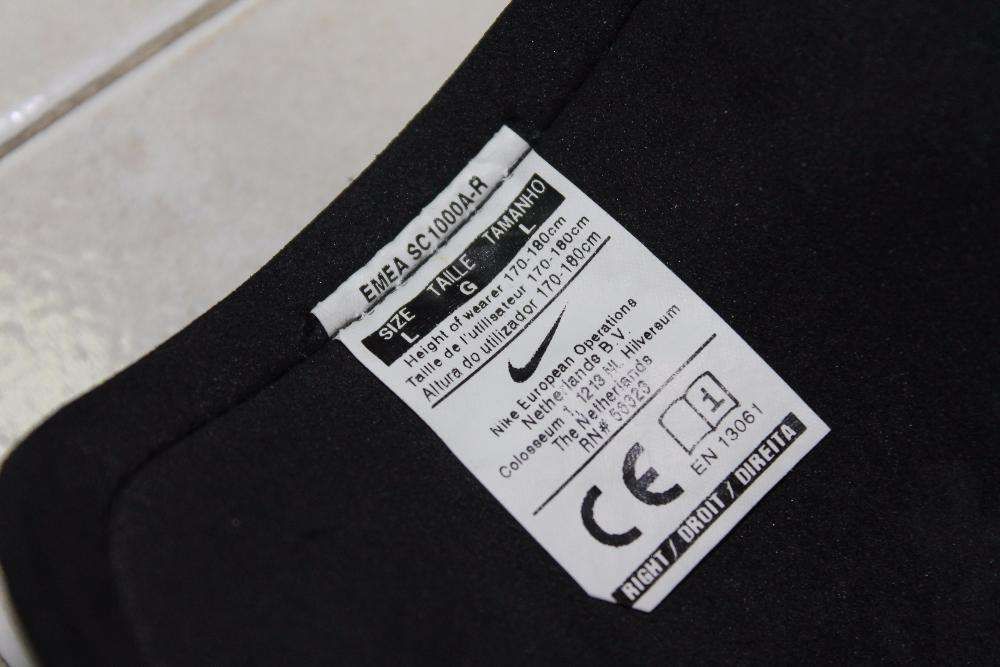 EMEA SC1000A-R
SIZE TAILLE TAMANHO
L G L
Height of wearer 170-180cm
Taille de l'utilisateur 170-180cm
Altura do utilizador 170-180cm
Nike European Operations
Netherlands B.V.
Colosseum 1, 1213 NL Hilversum
The Netherlands
RN# 56323
CE
i
EN 13061
RIGHT / DROIT / DIREITA